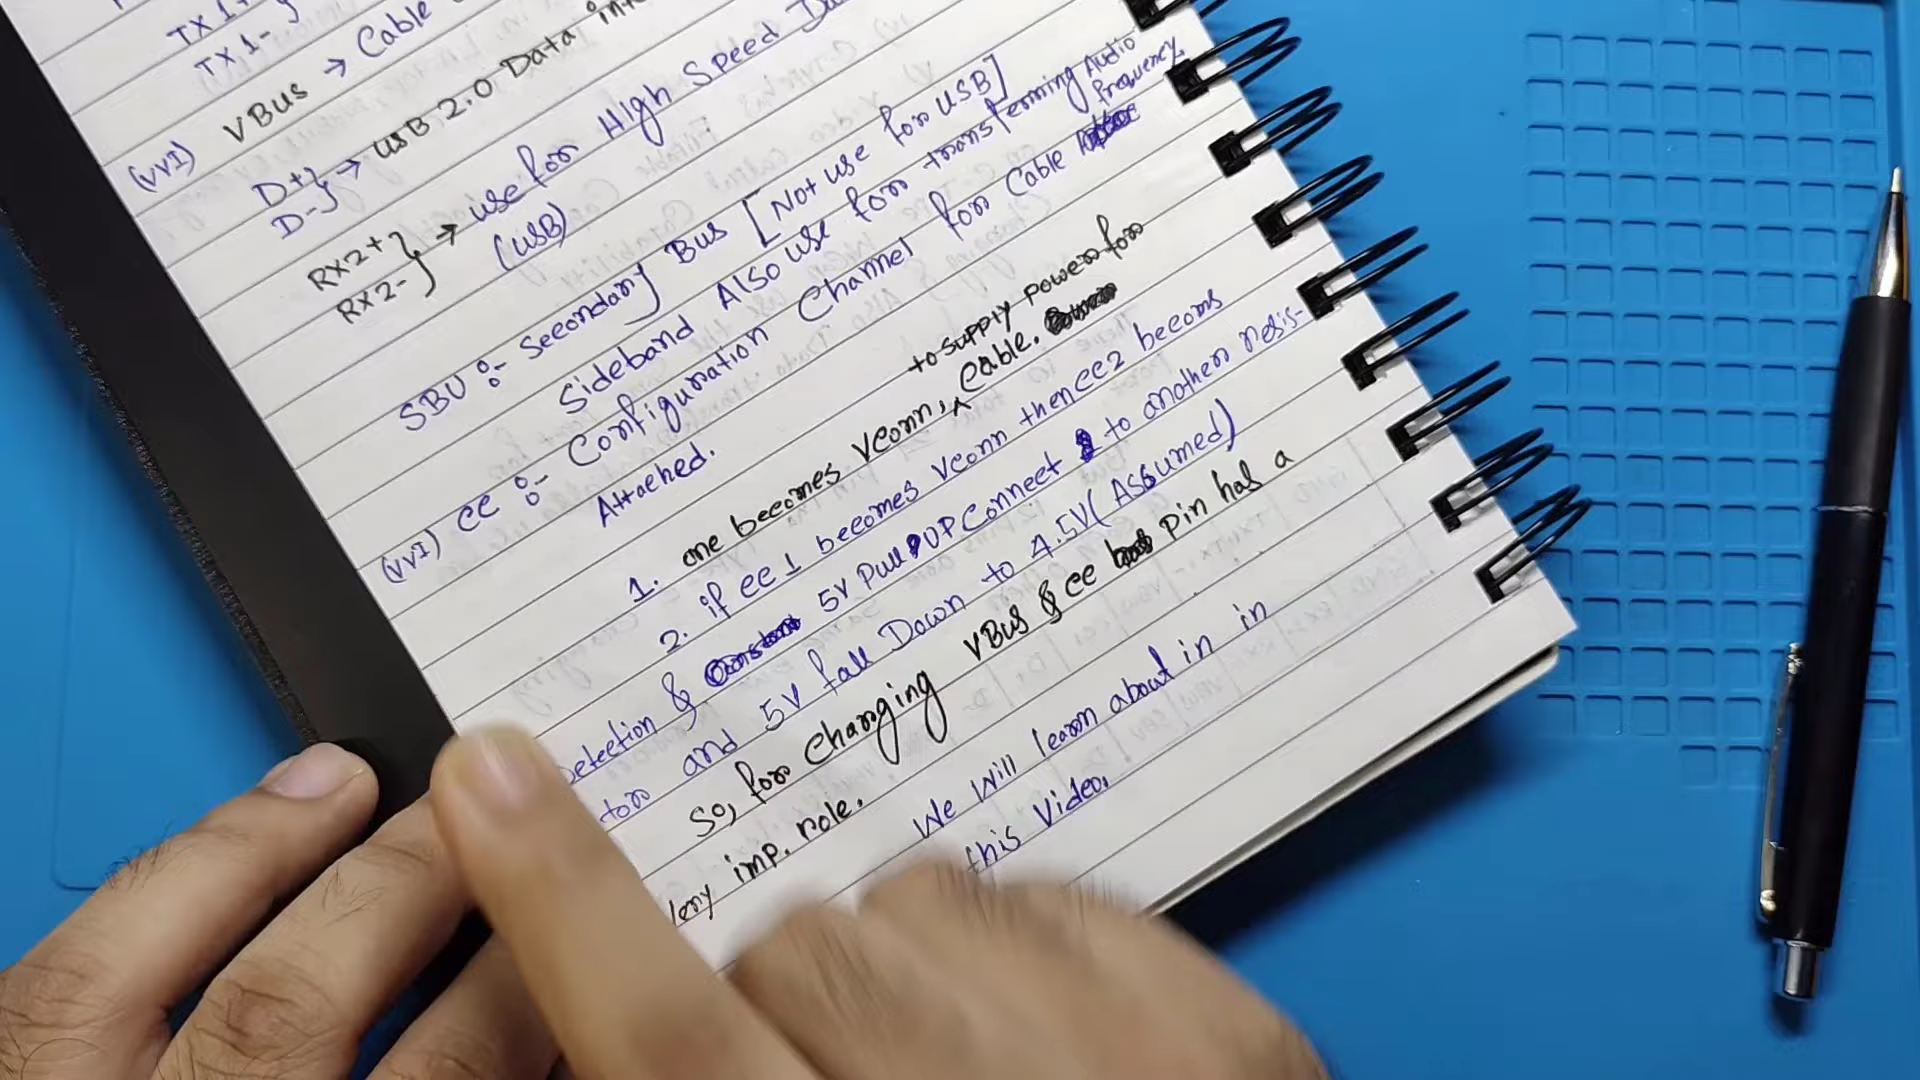 TX1+
TX1-
(VVI) VBUS → Cable
D+ } → USB 2.0 Data
D-
RX2+ } → use for High Speed
RX2- (USB)
SBU :- Secondary Bus [Not use for USB]
Sideband Also use for transferring Audio frequency
(VVI) CC :- Configuration Channel for Cable
Attached.
1. one becomes Vconn, to supply power for cable.
2. if CC1 becomes Vconn then CC2 becoms
Detection & 5V Pull UP Connect to another resis-
tor and 5V fall Down to 4.5V (Assumed)
So, for charging VBUS & CC Pin has a
Very imp. role.
We Will learn about in in
this Video.